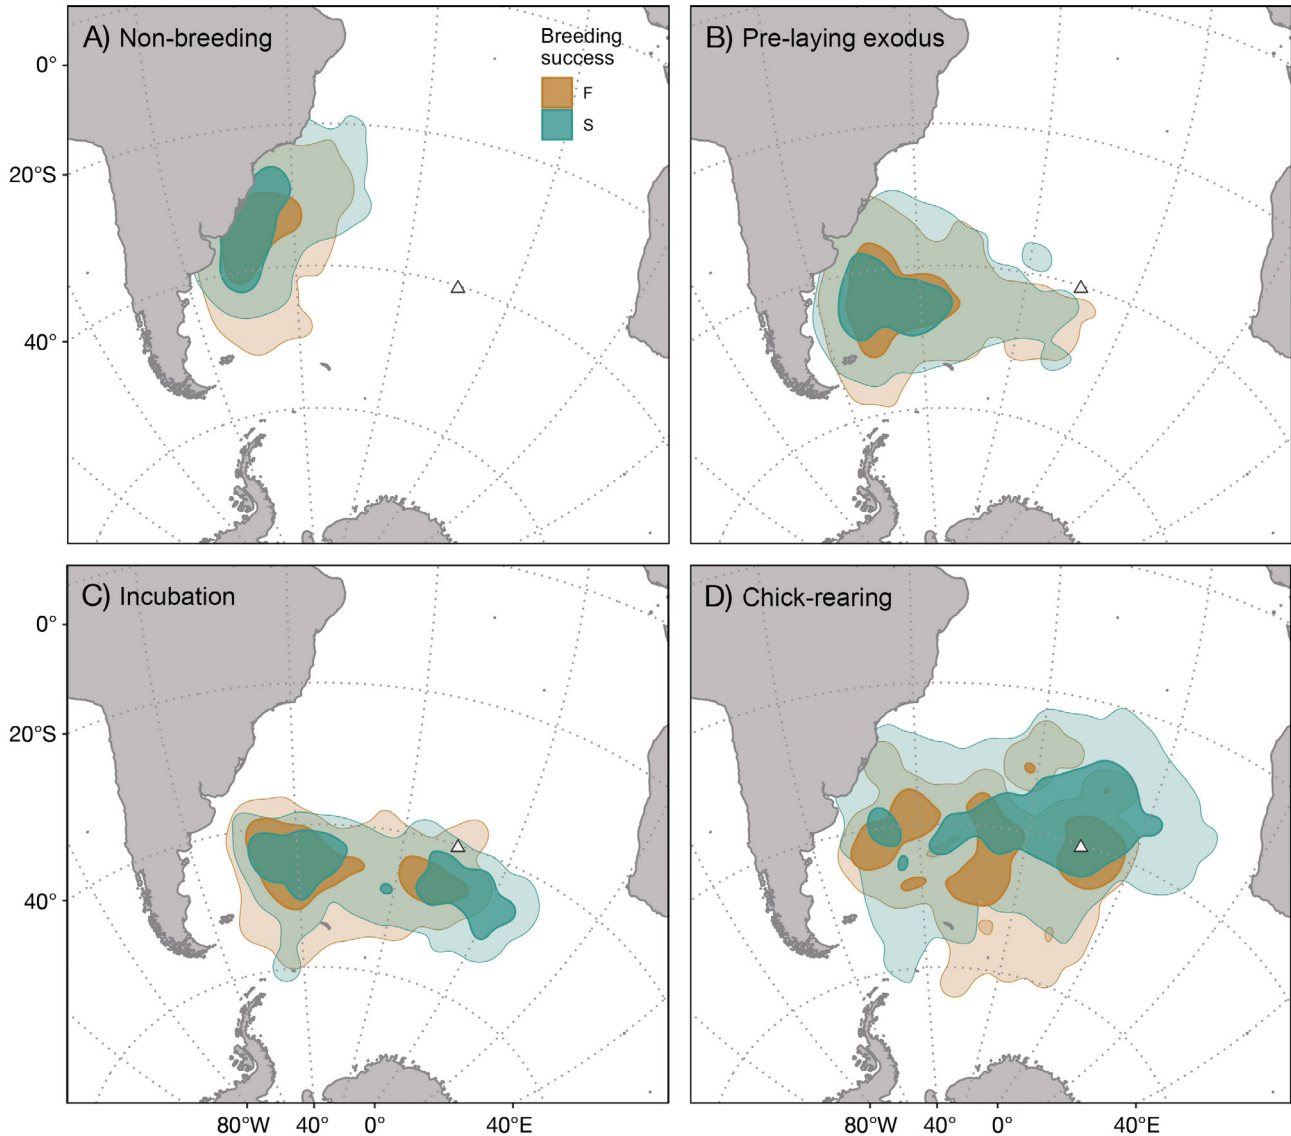 A) Non-breeding
Breeding
success
F
S
0°
20°S
40°
B) Pre-laying exodus
C) Incubation
0°
20°S
40°
80°W 40° 0° 40°E
D) Chick-rearing
80°W 40° 0° 40°E